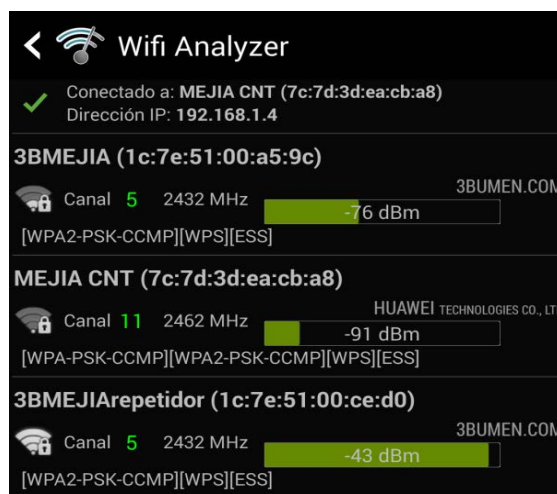 Wifi Analyzer
Conectado a: MEJIA CNT (7c:7d:3d:ea:cb:a8)
Dirección IP: 192.168.1.4
3BMEJIA (1c:7e:51:00:a5:9c)
3BUMEN.COM
Canal 5 2432 MHz -76 dBm
[WPA2-PSK-CCMP][WPS][ESS]
MEJIA CNT (7c:7d:3d:ea:cb:a8)
HUAWEI TECHNOLOGIES CO., LT
Canal 11 2462 MHz -91 dBm
[WPA-PSK-CCMP][WPA2-PSK-CCMP][WPS][ESS]
3BMEJIArepetidor (1c:7e:51:00:ce:d0)
3BUMEN.COM
Canal 5 2432 MHz -43 dBm
[WPA2-PSK-CCMP][WPS][ESS]